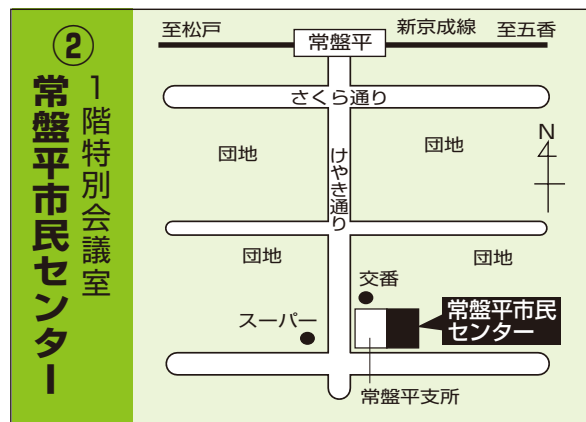 ②
常盤平市民センター
1階特別会議室
至松戸
常盤平
新京成線
至五香
さくら通り
団地
けやき通り
団地
N
団地
団地
交番
スーパー
常盤平市民
センター
常盤平支所